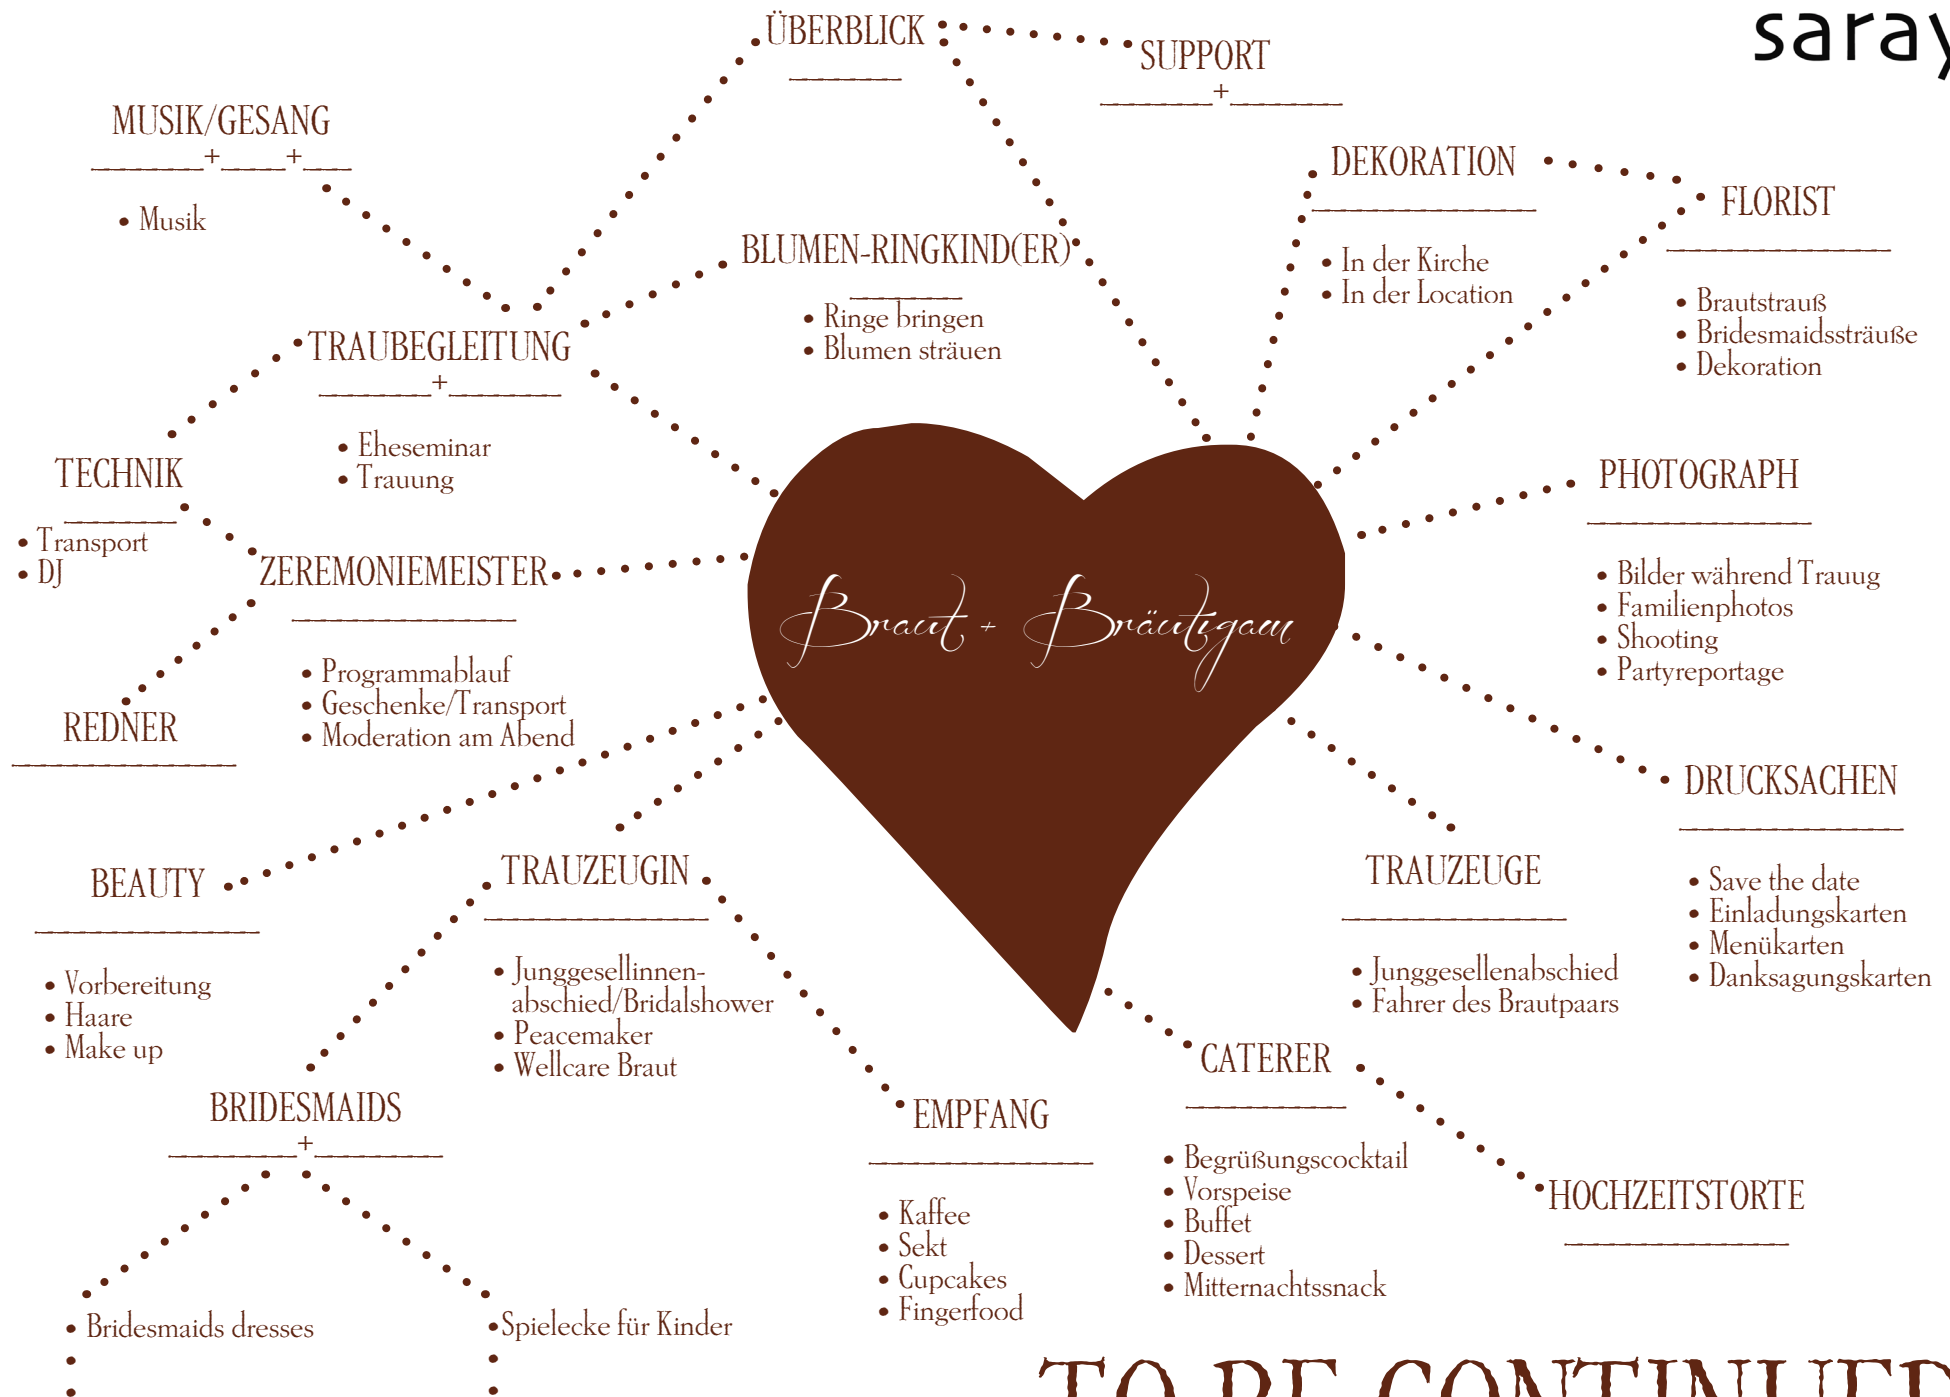 saray
ÜBERBLICK
SUPPORT
+
MUSIK/GESANG
+ +
• Musik
DEKORATION
• In der Kirche
• In der Location
FLORIST
• Brautstrauß
• Bridesmaidssträuße
• Dekoration
BLUMEN-RINGKIND(ER)
• Ringe bringen
• Blumen sträuen
TRAUBEGLEITUNG
+
• Eheseminar
• Trauung
TECHNIK
• Transport
• DJ
PHOTOGRAPH
• Bilder während Trauug
• Familienphotos
• Shooting
• Partyreportage
ZEREMONIEMEISTER
• Programmablauf
• Geschenke/Transport
• Moderation am Abend
Braut + Bräutigam
REDNER
DRUCKSACHEN
• Save the date
• Einladungskarten
• Menükarten
• Danksagungskarten
BEAUTY
• Vorbereitung
• Haare
• Make up
TRAUZEUGIN
• Junggesellinnen-
abschied/Bridalshower
• Peacemaker
• Wellcare Braut
TRAUZEUGE
• Junggesellenabschied
• Fahrer des Brautpaars
CATERER
• Begrüßungscocktail
• Vorspeise
• Buffet
• Dessert
• Mitternachtssnack
BRIDESMAIDS
+
EMPFANG
• Kaffee
• Sekt
• Cupcakes
• Fingerfood
HOCHZEITSTORTE
• Bridesmaids dresses
• Spielecke für Kinder
TO BE CONTINUED